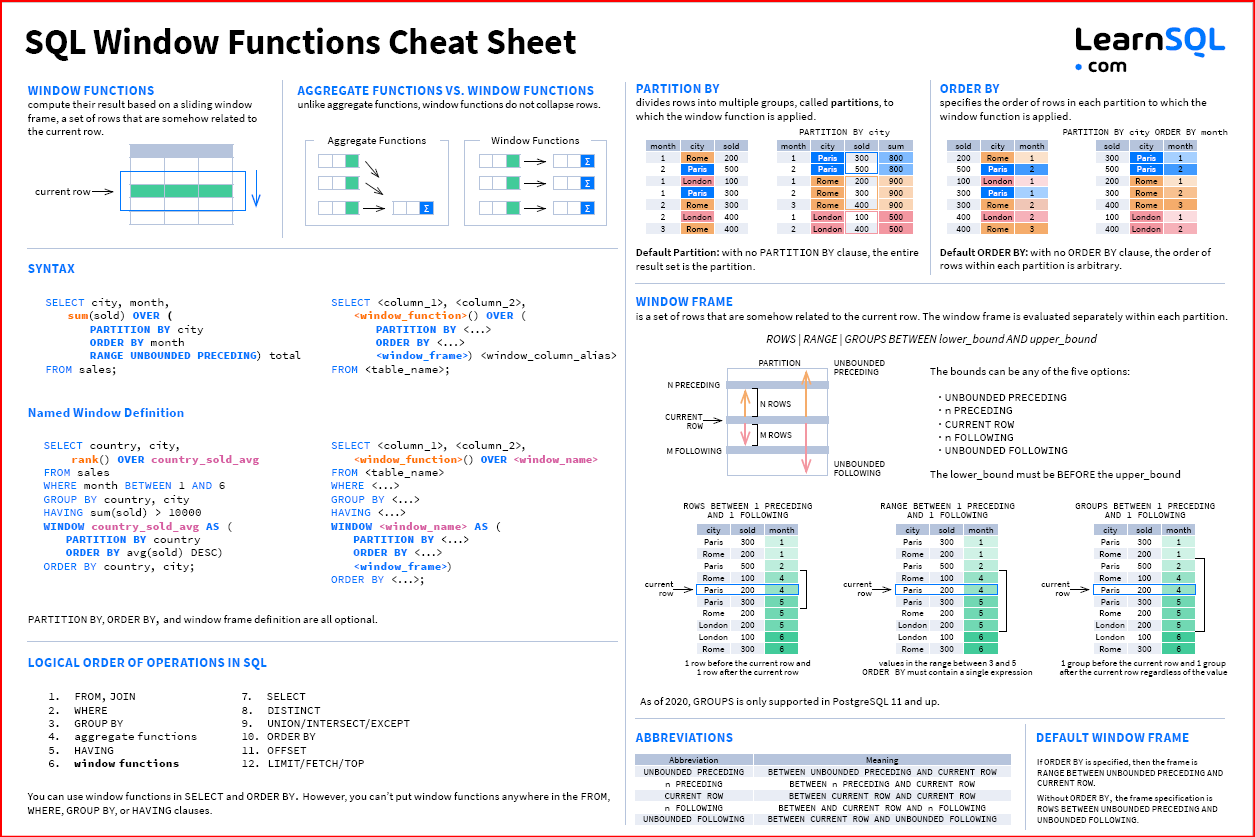 SQL Window Functions Cheat Sheet
LearnSQL
• com
WINDOW FUNCTIONS
compute their result based on a sliding window
frame, a set of rows that are somehow related to
the current row.
current row
AGGREGATE FUNCTIONS VS. WINDOW FUNCTIONS
unlike aggregate functions, window functions do not collapse rows.
Aggregate Functions
Σ
Window Functions
Σ
Σ
Σ
SYNTAX
SELECT city, month,
sum(sold) OVER (
PARTITION BY city
ORDER BY month
RANGE UNBOUNDED PRECEDING) total
FROM sales;
SELECT <column_1>, <column_2>,
<window_function>() OVER (
PARTITION BY <...>
ORDER BY <...>
<window_frame>) <window_column_alias>
FROM <table_name>;
Named Window Definition
SELECT country, city,
rank() OVER country_sold_avg
FROM sales
WHERE month BETWEEN 1 AND 6
GROUP BY country, city
HAVING sum(sold) > 10000
WINDOW country_sold_avg AS (
PARTITION BY country
ORDER BY avg(sold) DESC)
ORDER BY country, city;
SELECT <column_1>, <column_2>,
<window_function>() OVER <window_name>
FROM <table_name>
WHERE <...>
GROUP BY <...>
HAVING <...>
WINDOW <window_name> AS (
PARTITION BY <...>
ORDER BY <...>
<window_frame>)
ORDER BY <...>;
PARTITION BY, ORDER BY, and window frame definition are all optional.
LOGICAL ORDER OF OPERATIONS IN SQL
1. FROM, JOIN
2. WHERE
3. GROUP BY
4. aggregate functions
5. HAVING
6. window functions
7. SELECT
8. DISTINCT
9. UNION/INTERSECT/EXCEPT
10. ORDER BY
11. OFFSET
12. LIMIT/FETCH/TOP
You can use window functions in SELECT and ORDER BY. However, you can't put window functions anywhere in the FROM,
WHERE, GROUP BY, or HAVING clauses.
PARTITION BY
divides rows into multiple groups, called partitions, to
which the window function is applied.
month city sold
1 Rome 200
2 Paris 500
1 London 100
1 Paris 300
2 Rome 300
2 London 400
3 Rome 400
PARTITION BY city
month city sold sum
1 Paris 300 800
2 Paris 500 800
1 Rome 200 900
2 Rome 300 900
3 Rome 400 900
1 London 100 500
2 London 400 500
Default Partition: with no PARTITION BY clause, the entire
result set is the partition.
ORDER BY
specifies the order of rows in each partition to which the
window function is applied.
sold city month
200 Rome 1
500 Paris 2
100 London 1
300 Paris 1
300 Rome 2
400 London 2
400 Rome 3
PARTITION BY city ORDER BY month
sold city month
300 Paris 1
500 Paris 2
200 Rome 1
300 Rome 2
400 Rome 3
100 London 1
400 London 2
Default ORDER BY: with no ORDER BY clause, the order of
rows within each partition is arbitrary.
WINDOW FRAME
is a set of rows that are somehow related to the current row. The window frame is evaluated separately within each partition.
ROWS | RANGE | GROUPS BETWEEN lower_bound AND upper_bound
PARTITION
UNBOUNDED
PRECEDING
N PRECEDING
N ROWS
CURRENT
ROW
M ROWS
M FOLLOWING
UNBOUNDED
FOLLOWING
The bounds can be any of the five options:
· UNBOUNDED PRECEDING
· n PRECEDING
· CURRENT ROW
· n FOLLOWING
· UNBOUNDED FOLLOWING
The lower_bound must be BEFORE the upper_bound
ROWS BETWEEN 1 PRECEDING
AND 1 FOLLOWING
city sold month
Paris 300 1
Rome 200 1
Paris 500 2
Rome 100 4
current
row
Paris 200 4
Paris 300 5
Rome 200 5
London 200 5
London 100 6
Rome 300 6
1 row before the current row and
1 row after the current row
RANGE BETWEEN 1 PRECEDING
AND 1 FOLLOWING
city sold month
Paris 300 1
Rome 200 1
Paris 500 2
Rome 100 4
current
row
Paris 200 4
Paris 300 5
Rome 200 5
London 200 5
London 100 6
Rome 300 6
values in the range between 3 and 5
ORDER BY must contain a single expression
GROUPS BETWEEN 1 PRECEDING
AND 1 FOLLOWING
city sold month
Paris 300 1
Rome 200 1
Paris 500 2
Rome 100 4
current
row
Paris 200 4
Paris 300 5
Rome 200 5
London 200 5
London 100 6
Rome 300 6
1 group before the current row and 1 group
after the current row regardless of the value
As of 2020, GROUPS is only supported in PostgreSQL 11 and up.
ABBREVIATIONS
Abbreviation Meaning
UNBOUNDED PRECEDING BETWEEN UNBOUNDED PRECEDING AND CURRENT ROW
n PRECEDING BETWEEN n PRECEDING AND CURRENT ROW
CURRENT ROW BETWEEN CURRENT ROW AND CURRENT ROW
n FOLLOWING BETWEEN AND CURRENT ROW AND n FOLLOWING
UNBOUNDED FOLLOWING BETWEEN CURRENT ROW AND UNBOUNDED FOLLOWING
DEFAULT WINDOW FRAME
If ORDER BY is specified, then the frame is
RANGE BETWEEN UNBOUNDED PRECEDING AND
CURRENT ROW.
Without ORDER BY, the frame specification is
ROWS BETWEEN UNBOUNDED PRECEDING AND
UNBOUNDED FOLLOWING.